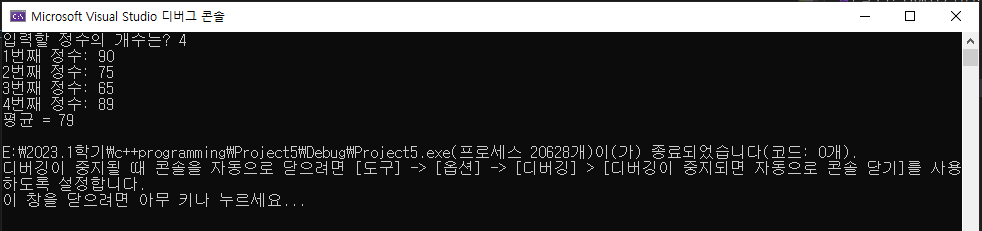 Microsoft Visual Studio 디버그 콘솔
입력할 정수의 개수는? 4
1번째 정수: 90
2번째 정수: 75
3번째 정수: 65
4번째 정수: 89
평균 = 79
E:₩2023.1학기₩c++programming₩Project5₩Debug₩Project5.exe(프로세스 20628개)이(가) 종료되었습니다(코드: 0개).
디버깅이 중지될 때 콘솔을 자동으로 닫으려면 [도구] -> [옵션] -> [디버깅] > [디버깅이 중지되면 자동으로 콘솔 닫기]를 사용
하도록 설정합니다.
이 창을 닫으려면 아무 키나 누르세요...